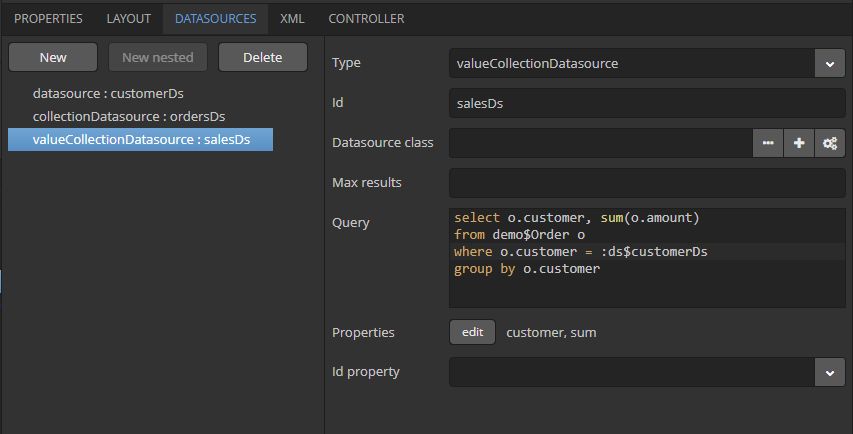 PROPERTIES LAYOUT DATASOURCES XML CONTROLLER
New New nested Delete
datasource : customerDs
collectionDatasource : ordersDs
valueCollectionDatasource : salesDs
Type valueCollectionDatasource
Id salesDs
Datasource class
Max results
Query
select o.customer, sum(o.amount)
from demo$Order o
where o.customer = :ds$customerDs
group by o.customer
Properties edit customer, sum
Id property